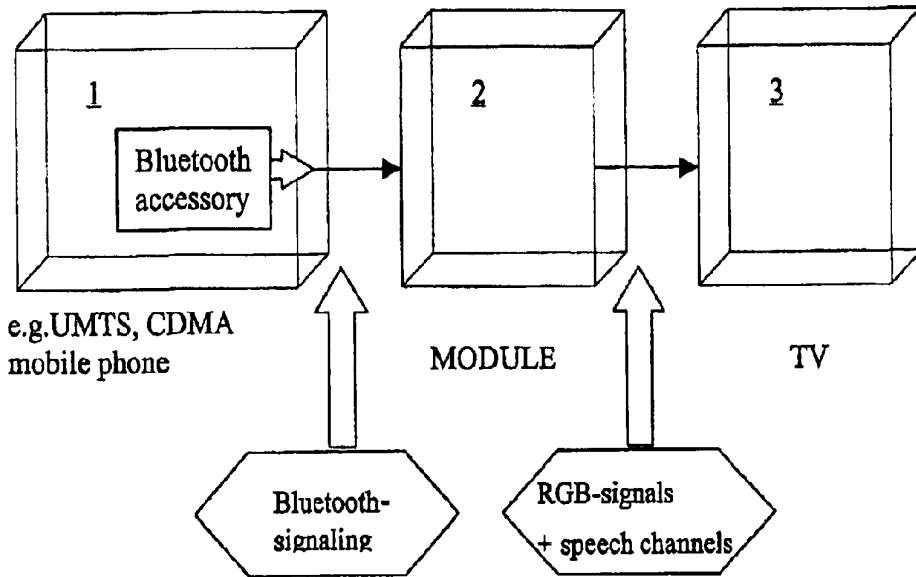 1
2
3
Bluetooth
accessory
e.g.UMTS, CDMA
mobile phone
MODULE
TV
Bluetooth-
signaling
RGB-signals
+ speech channels